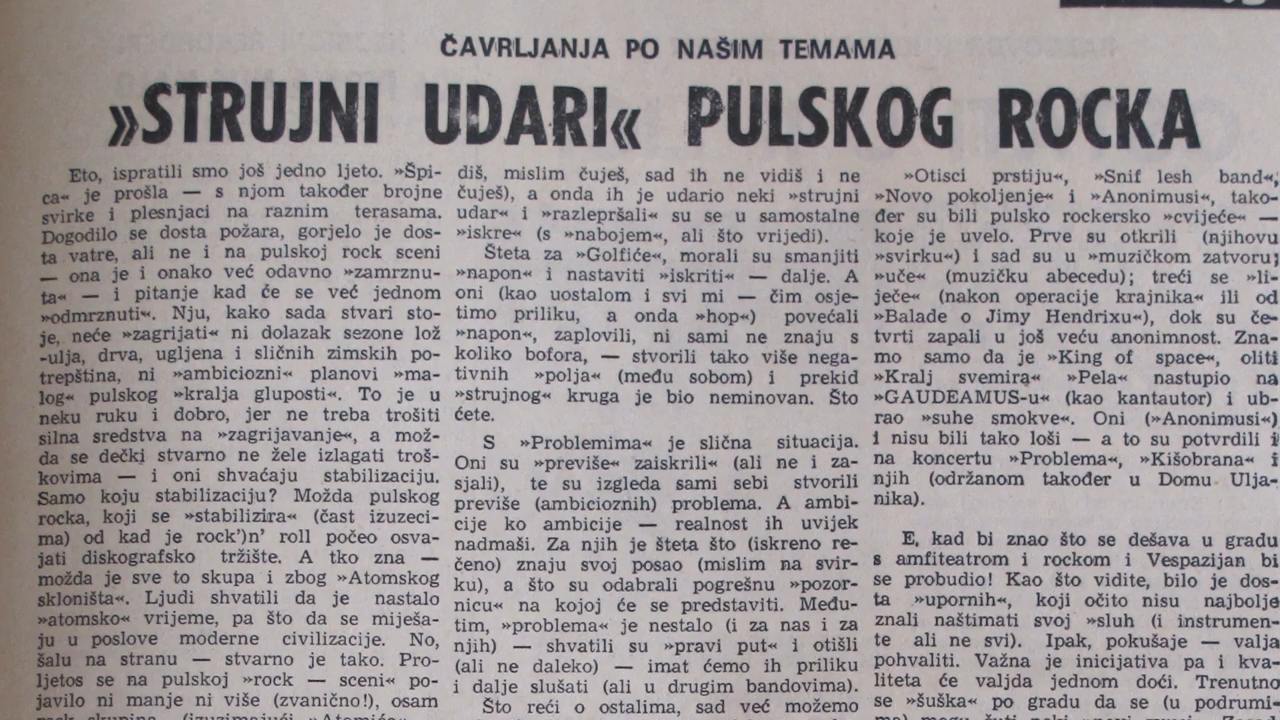 ČAVRLJANJA PO NAŠIM TEMAMA
»STRUJNI UDARI« PULSKOG ROCKA
Eto, ispratili smo još jedno ljeto. »Špi-
ca« je prošla — s njom također brojne
svirke i plesnjaci na raznim terasama.
Dogodilo se dosta požara, gorjelo je dos-
ta vatre, ali ne i na pulskoj rock sceni
— ona je i onako već odavno »zamrznu-
ta« — i pitanje kad će se već jednom
»odmrznuti«. Nju, kako sada stvari sto-
je, neće »zagrijati« ni dolazak sezone lož
-ulja, drva, ugljena i sličnih zimskih po-
trepština, ni »ambiciozni« planovi »ma-
log« pulskog »kralja gluposti«. To je u
neku ruku i dobro, jer ne treba trošiti
silna sredstva na »zagrijavanje«, a mož-
da se dečki stvarno ne žele izlagati troš-
kovima — i oni shvaćaju stabilizaciju.
Samo koju stabilizaciju? Možda pulskog
rocka, koji se »stabilizira« (čast izuzeci-
ma) od kad je rock')n' roll počeo osva-
jati diskografsko tržište. A tko zna —
možda je sve to skupa i zbog »Atomskog
skloništa«. Ljudi shvatili da je nastalo
»atomsko« vrijeme, pa što da se miješa-
ju u poslove moderne civilizacije. No,
šalu na stranu — stvarno je tako. Pro-
ljetos se na pulskoj »rock — sceni« po-
javilo ni manje ni više (zvanično!), osam
rock skupina (izuzimajući »Atomiće«
diš, mislim čuješ, sad ih ne vidiš i ne
čuješ), a onda ih je udario neki »strujni
udar« i »razlepršali« su se u samostalne
»iskre« (s »nabojem«, ali što vrijedi).
Šteta za »Golfiće«, morali su smanjiti
»napon« i nastaviti »iskriti« — dalje. A
oni (kao uostalom i svi mi — čim osje-
timo priliku, a onda »hop«) povećali
»napon«, zaplovili, ni sami ne znaju s
koliko bofora, — stvorili tako više nega-
tivnih »polja« (među sobom) i prekid
»strujnog« kruga je bio neminovan. Što
ćete.
S »Problemima« je slična situacija.
Oni su »previše« zaiskrili« (ali ne i za-
sjali), te su izgleda sami sebi stvorili
previše (ambicioznih) problema. A ambi-
cije ko ambicije — realnost ih uvijek
nadmaši. Za njih je šteta što (iskreno re-
čeno) znaju svoj posao (mislim na svir-
ku), a što su odabrali pogrešnu »pozor-
nicu« na kojoj će se predstaviti. Među-
tim, »problema« je nestalo (i za nas i za
njih) — shvatili su »pravi put« i otišli
(ali ne daleko) — imat ćemo ih priliku
i dalje slušati (ali u drugim bandovima).
Što reći o ostalima, sad već možemo
»Otisci prstiju«, »Snif lesh band«,
»Novo pokoljenje« i »Anonimusi«, tako-
đer su bili pulsko rockersko »cvijeće« —
koje je uvelo. Prve su otkrili (njihovu
»svirku«) i sad su u »muzičkom zatvoru;
»uče« (muzičku abecedu); treći se »li-
ječe« (nakon operacije krajnika« ili od
»Balade o Jimy Hendrixu«), dok su če-
tvrti zapali u još veću anonimnost. Zna-
mo samo da je »King of space«, oliti
»Kralj svemira« »Pela« nastupio na
»GAUDEAMUS-u« (kao kantautor) i ub-
rao »suhe smokve«. Oni (»Anonimusi«)
i nisu bili tako loši — a to su potvrdili i
na koncertu »Problema«, »Kišobrana« i
njih (održanom također u Domu Ulja-
nika).
E, kad bi znao što se dešava u gradu
s amfiteatrom i rockom i Vespazijan bi
se probudio! Kao što vidite, bilo je dos-
ta »upornih«, koji očito nisu najbolje
znali naštimati svoj »sluh (i instrumen-
te ali ne svi). Ipak, pokušaje — valja
pohvaliti. Važna je inicijativa pa i kva-
liteta će valjda jednom doći. Trenutno
se »šuška« po gradu da se (u podrumi-